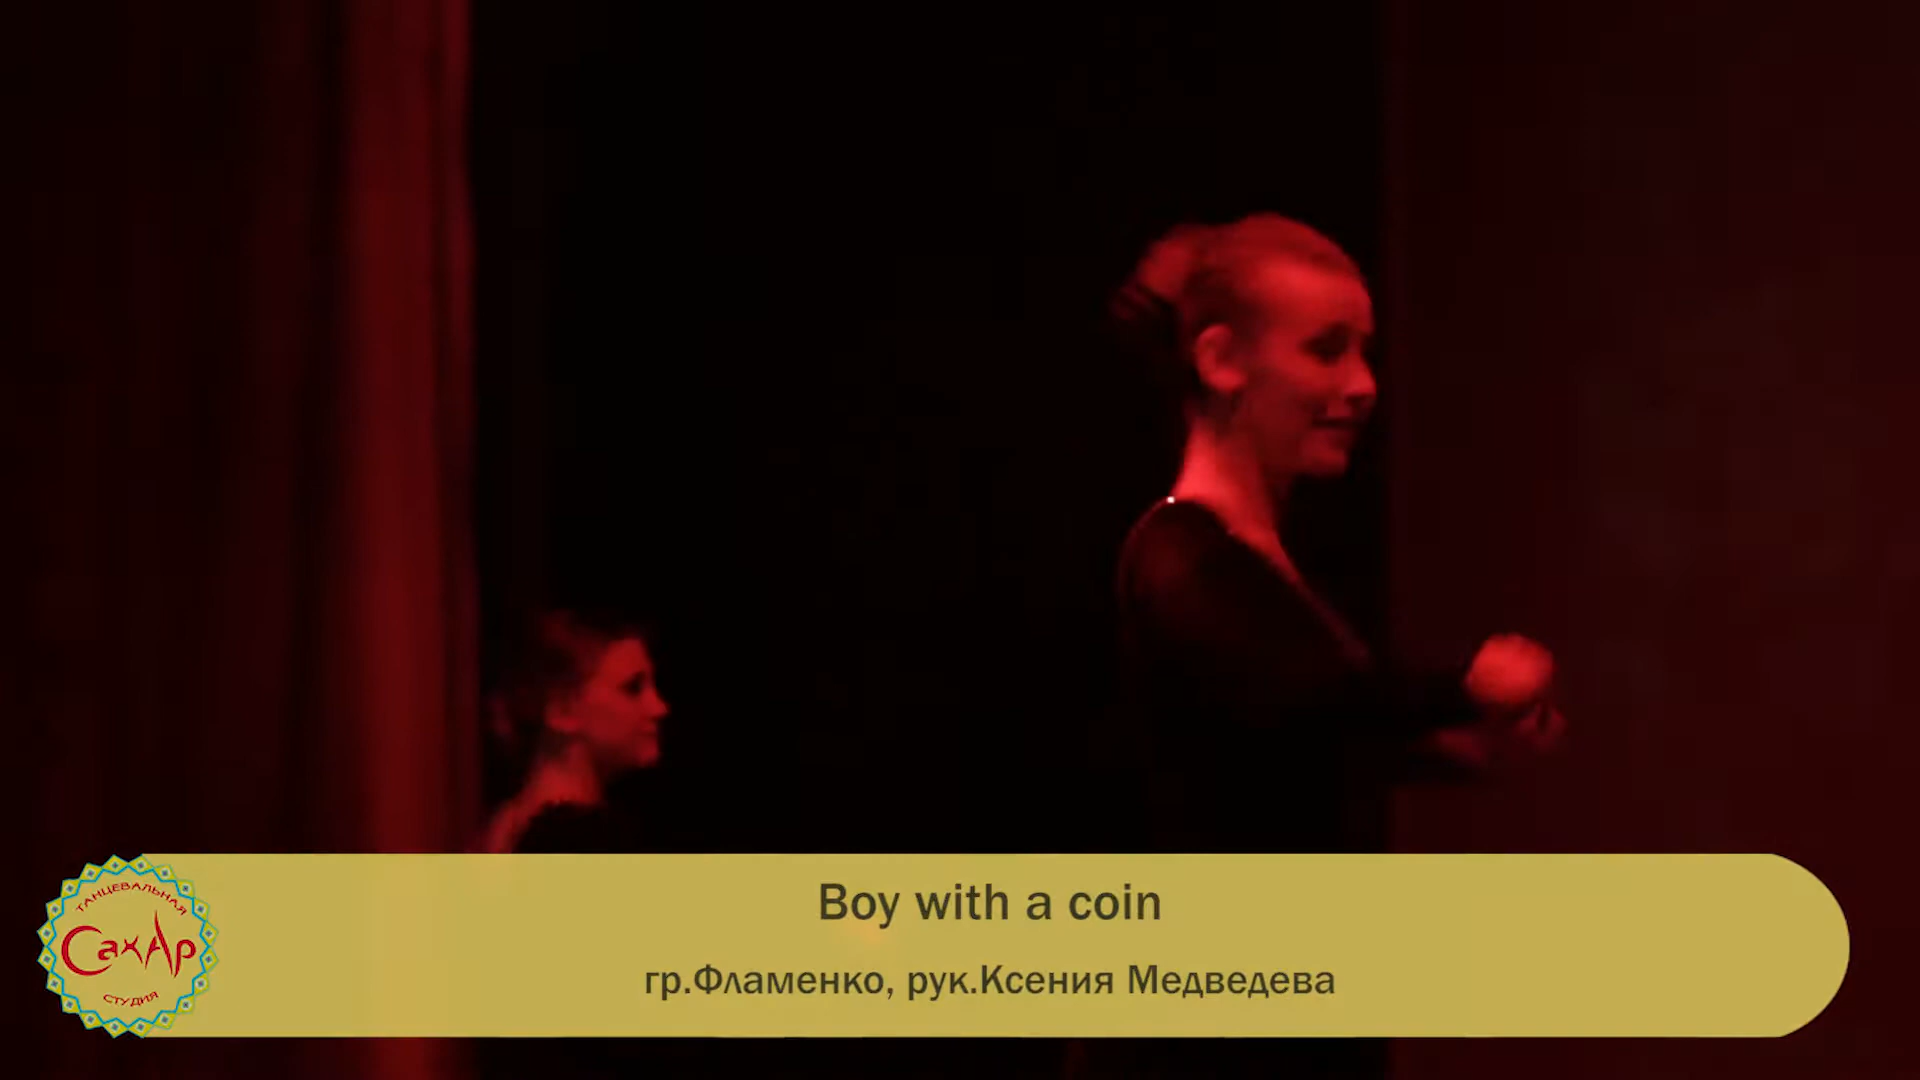 Boy with a coin
гр.Фламенко, рук.Ксения Медведева
ТАНЦЕВАЛЬНАЯ
СахАр
СТУДИЯ